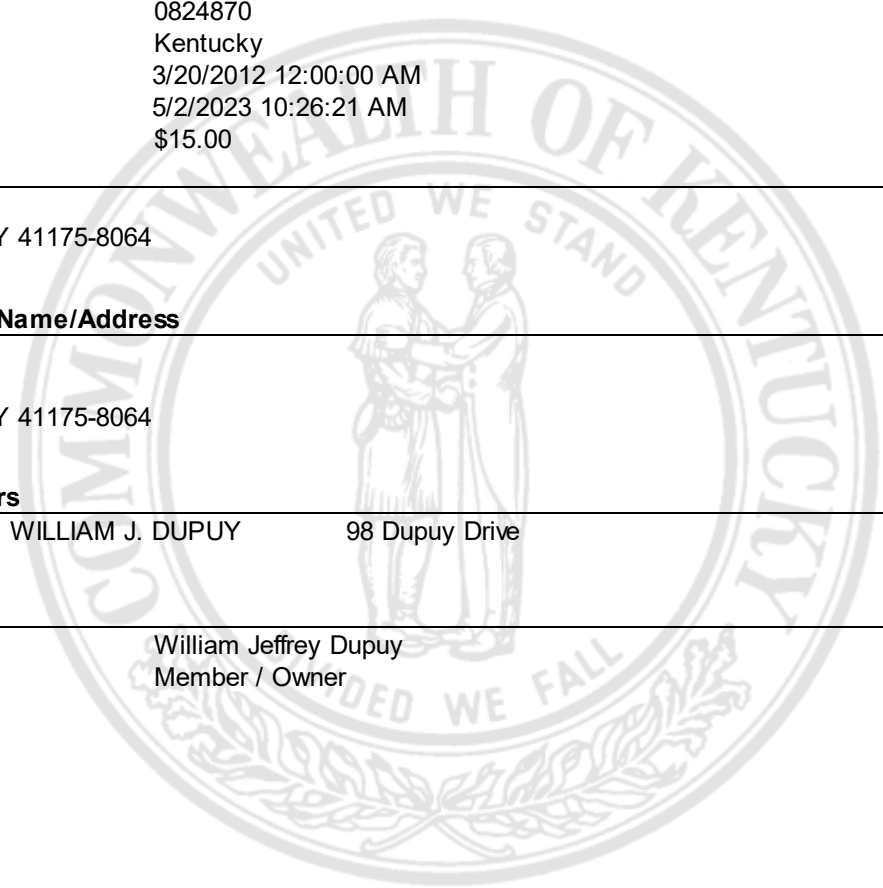 0824870
Kentucky
3/20/2012 12:00:00 AM
5/2/2023 10:26:21 AM
$15.00
Y 41175-8064
Name/Address
Y 41175-8064
rs
WILLIAM J. DUPUY 98 Dupuy Drive
William Jeffrey Dupuy
Member / Owner
COMMONWEALTH OF KENTUCKY
UNITED WE STAND
DIVIDED WE FALL